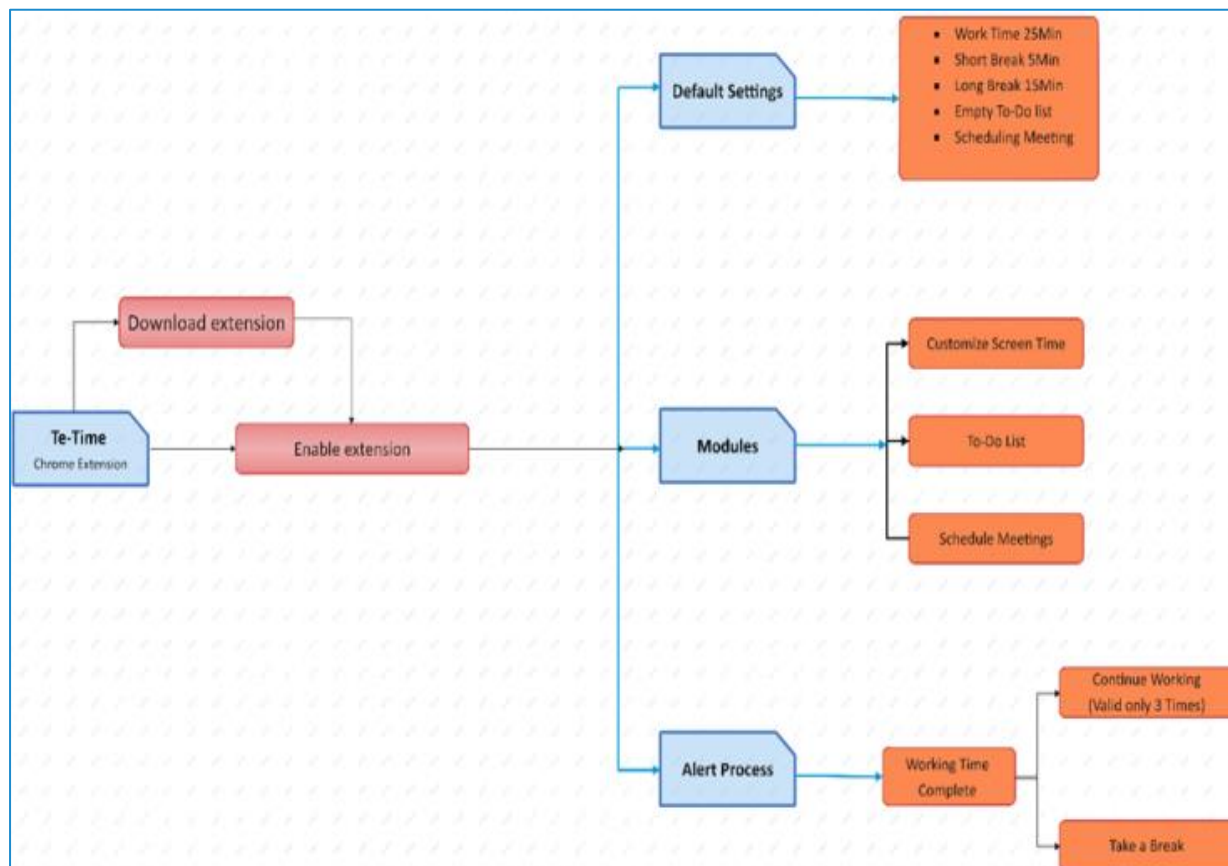 Default Settings
Work Time 25Min
Short Break 5Min
Long Break 15Min
Empty To-Do list
Scheduling Meeting
Download extension
Te-Time
Chrome Extension
Enable extension
Modules
Customize Screen Time
To-Do List
Schedule Meetings
Alert Process
Working Time
Complete
Continue Working
(Valid only 3 Times)
Take a Break